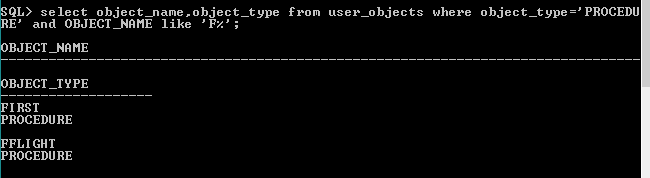 SQL> select object_name,object_type from user_objects where object_type='PROCEDU
RE' and OBJECT_NAME like 'F%';
OBJECT_NAME
--------------------------------------------------------------------------------
OBJECT_TYPE
-------------------
FIRST
PROCEDURE
FFLIGHT
PROCEDURE